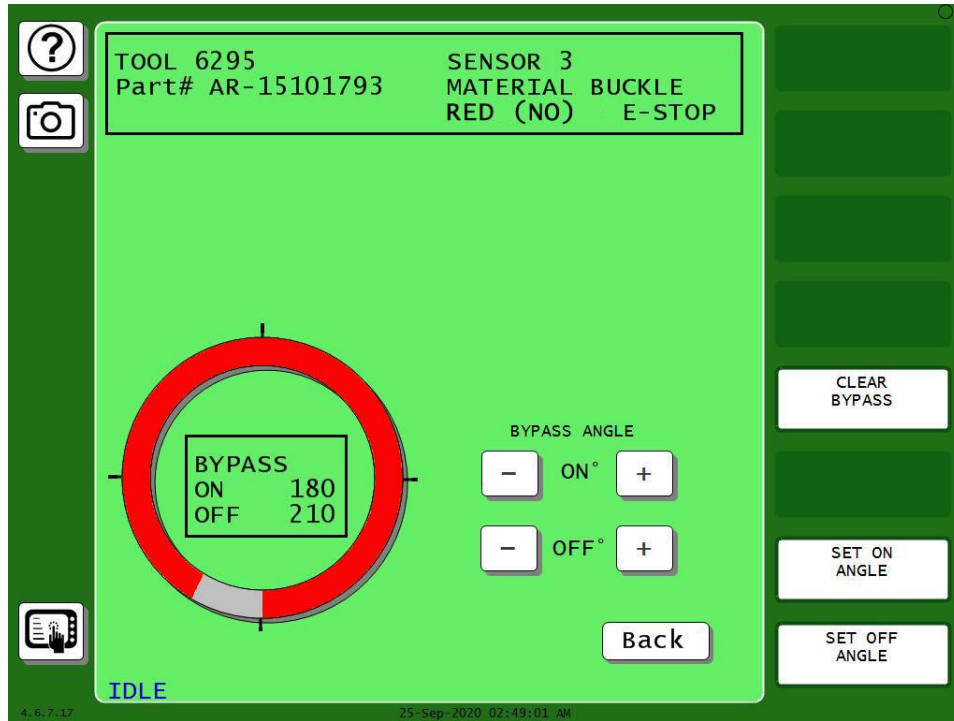 ?
TOOL 6295
Part# AR-15101793
SENSOR 3
MATERIAL BUCKLE
RED (NO) E-STOP
BYPASS
ON 180
OFF 210
BYPASS ANGLE
- ON° +
- OFF° +
Back
IDLE
CLEAR
BYPASS
SET ON
ANGLE
SET OFF
ANGLE
4.6.7.17
25-Sep-2020 02:49:01 AM